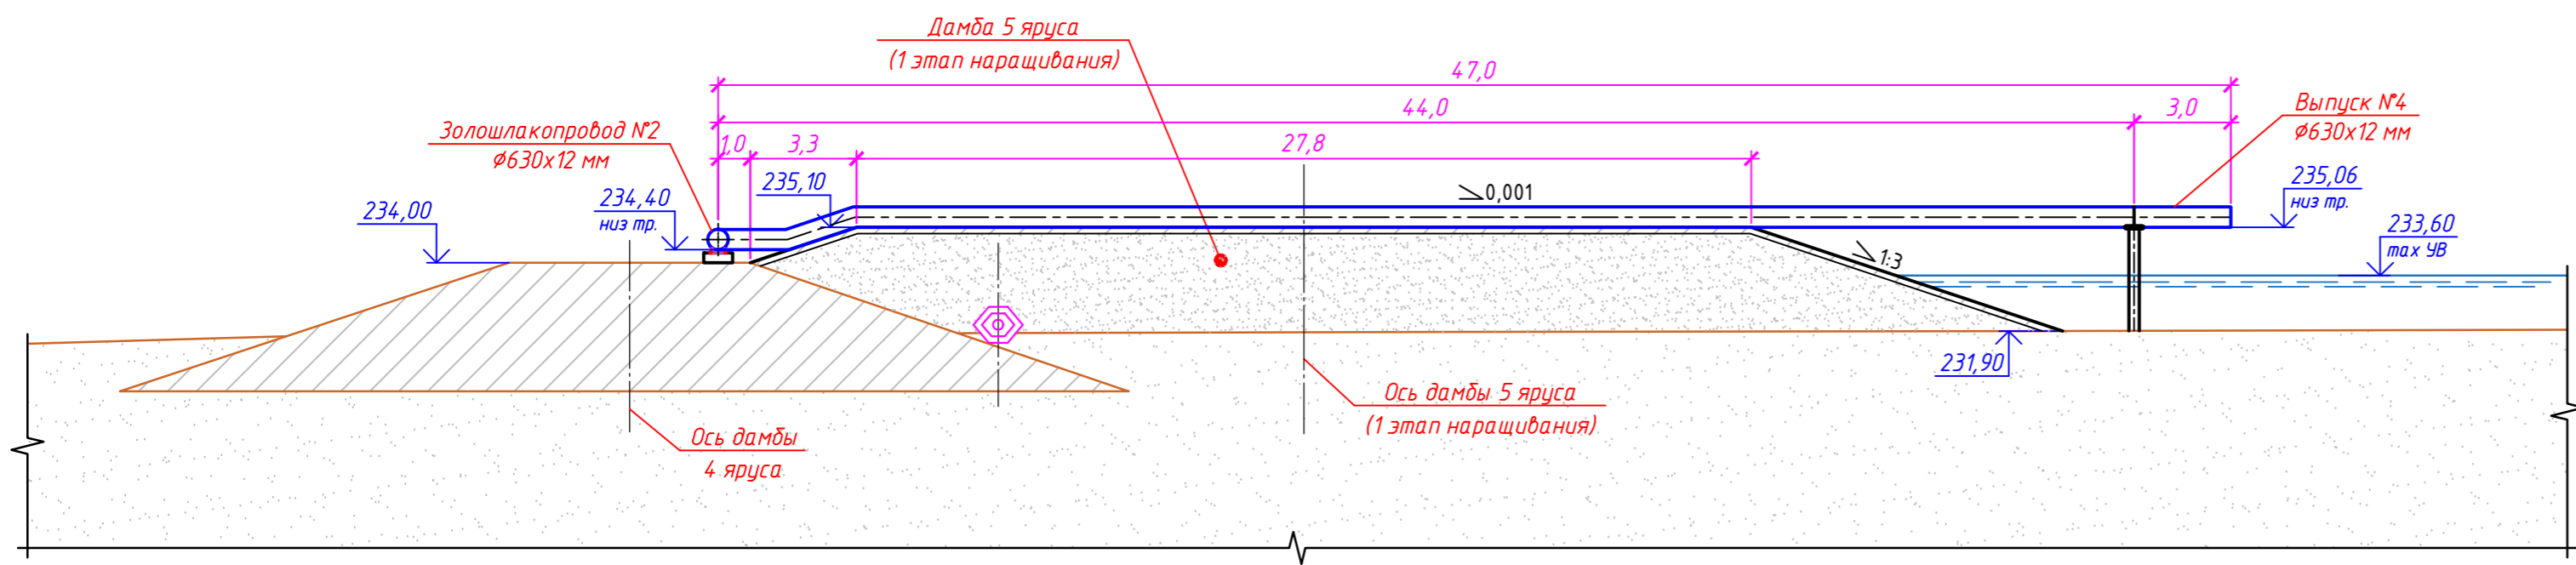 Дамба 5 яруса
(1 этап наращивания)
47,0
44,0
3,0
Выпуск №4
Ø630х12 мм
Золошлакопровод №2
Ø630х12 мм
1,0
3,3
27,8
235,10
0,001
235,06
низ тр.
234,00
234,40
низ тр.
233,60
max УВ
1:3
231,90
Ось дамбы 5 яруса
(1 этап наращивания)
Ось дамбы
4 яруса